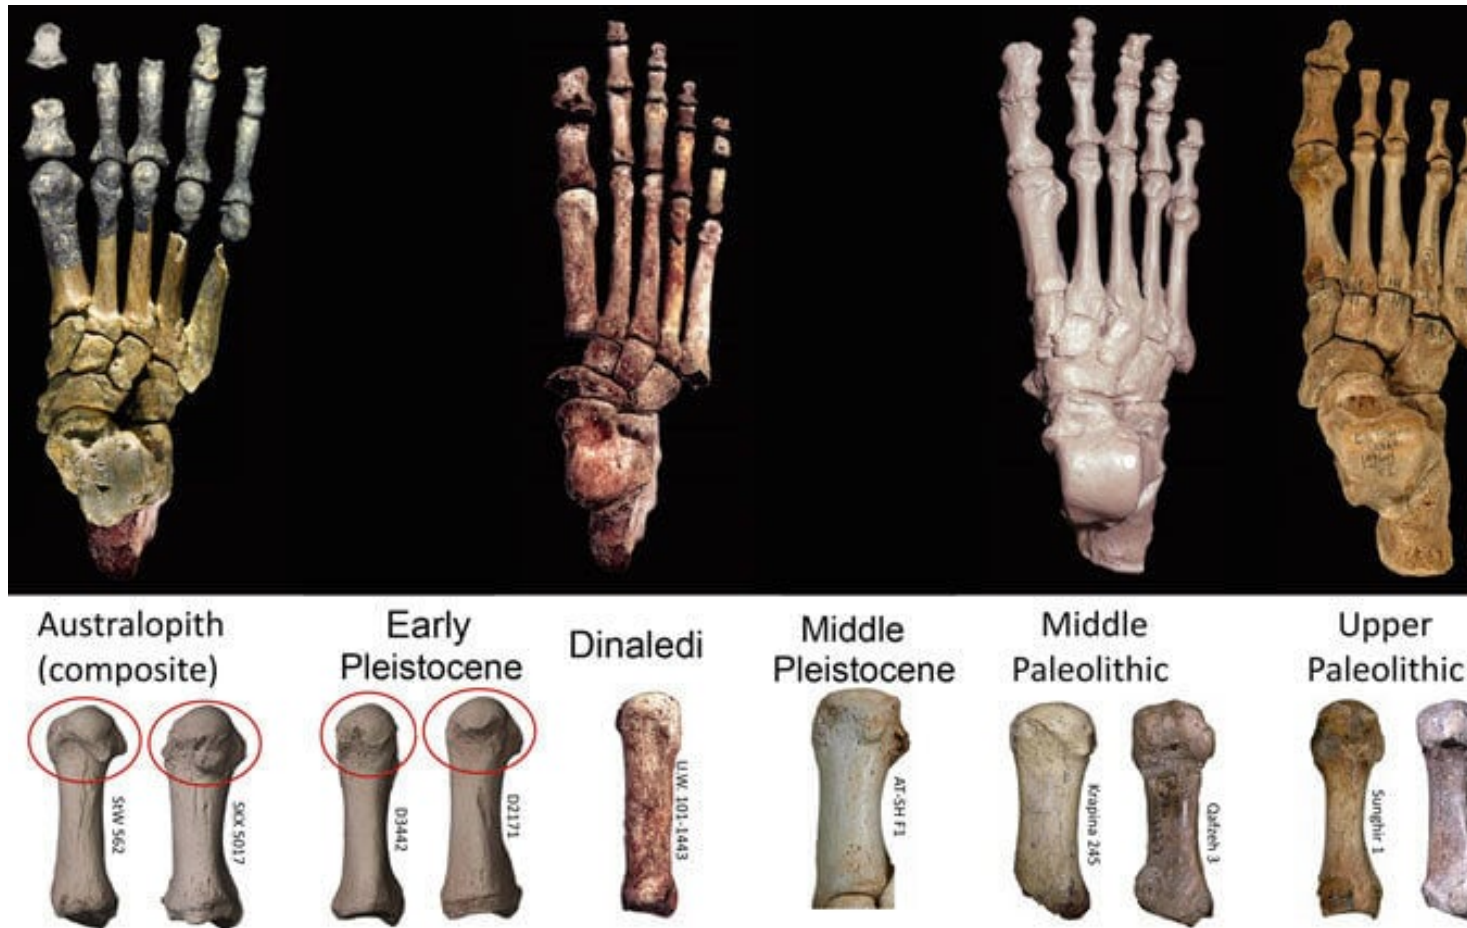 Australopith
(composite)
Early
Pleistocene
Dinaledi
Middle
Pleistocene
Middle
Paleolithic
Upper
Paleolithic
StW 562
SKX 5017
D3442
D2171
U.W. 101-1443
AT-SH F1
Krapina 245
Qafzeh 3
Sunghir 1